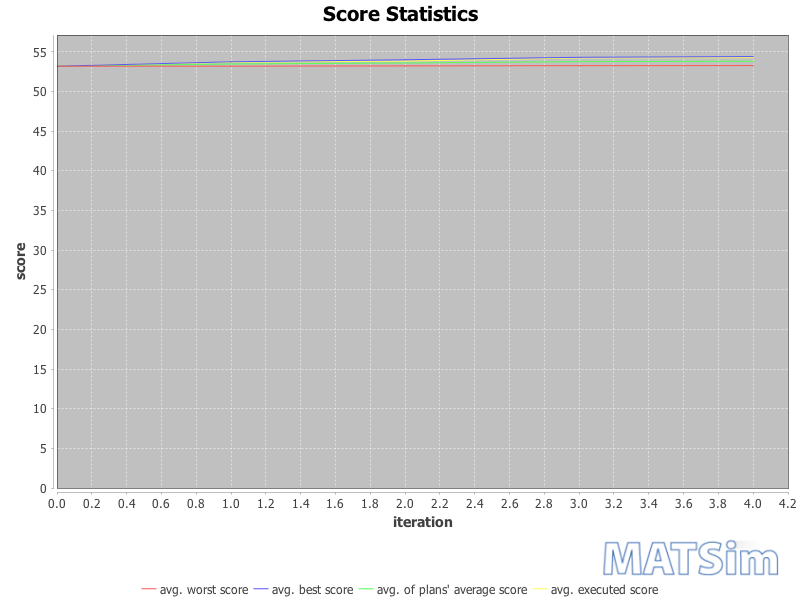 Score Statistics
55
50
45
40
35
30
25
20
15
10
5
0
score
0.0 0.2 0.4 0.6 0.8 1.0 1.2 1.4 1.6 1.8 2.0 2.2 2.4 2.6 2.8 3.0 3.2 3.4 3.6 3.8 4.0 4.2
iteration
MATSim
avg. worst score avg. best score avg. of plans' average score avg. executed score